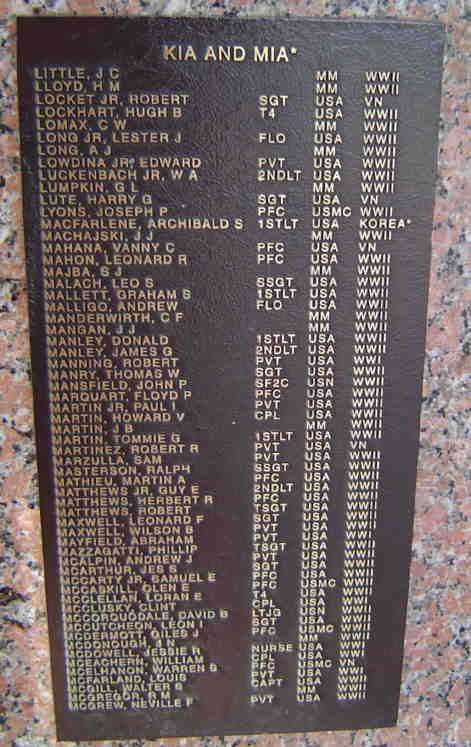 KIA AND MIA*
LITTLE, J C MM WWII
LLOYD, H M MM WWII
LOCKET JR, ROBERT SGT USA VN
LOCKHART, HUGH B T4 USA WWII
LOMAX, C W MM WWII
LONG JR, LESTER J FLO USA WWII
LONG, A J MM WWII
LOWDINA JR, EDWARD PVT USA WWII
LUCKENBACH JR, W A 2NDLT USA WWII
LUMPKIN, G L MM WWII
LUTE, HARRY G SGT USA VN
LYONS, JOSEPH P PFC USMC WWII
MACFARLENE, ARCHIBALD S 1STLT USA KOREA*
MACHAJSKI, J J MM WWII
MAHANA, VANNY C PFC USA VN
MAHON, LEONARD R PFC USA WWII
MAJBA, S J MM WWII
MALACH, LEO S SSGT USA WWII
MALLETT, GRAHAM S 1STLT USA WWII
MALLIGO, ANDREW FLO USA WWII
MANDERWIRTH, C F MM WWII
MANGAN, J J MM WWII
MANLEY, DONALD 1STLT USA WWII
MANLEY, JAMES G 2NDLT USA WWII
MANNING, ROBERT PVT USA WWII
MANRY, THOMAS W SGT USA WWII
MANSFIELD, JOHN P SF2C USN WWII
MARQUART, FLOYD P PFC USA WWII
MARTIN JR, PAUL I PVT USA WWII
MARTIN, HOWARD V CPL USA WWII
MARTIN, J B MM WWII
MARTIN, TOMMIE G 1STLT USA WWII
MARTINEZ, ROBERT R PVT USA VN
MARZULLA, SAM PVT USA WWII
MASTERSON, RALPH SSGT USA WWII
MATHIEU, MARTIN A PFC USA WWII
MATTHEWS JR, GUY E 2NDLT USA WWII
MATTHEWS, HERBERT R PFC USA WWII
MATTHEWS, ROBERT TSGT USA WWII
MAXWELL, LEONARD F SGT USA WWII
MAXWELL, WILSON B PVT USA WWII
MAYFIELD, ABRAHAM PVT USA WWII
MAZZAGATTI, PHILLIP TSGT USA WWII
MCALPIN, ANDREW J PVT USA WWII
MCARTHUR, JES S SGT USA WWII
MCCARTY JR, SAMUEL E PFC USA WWII
MCCASKILL, OLEN E PFC USMC WWII
MCCLELLAN, LORAN E T4 USA WWII
MCCLUSKY, CLINT CPL USA WWII
MCCORQUODALE, DAVID B LTJG USN WWII
MCCUTCHEON, LEON I SGT USA WWII
MCDERMOTT, GILES J PFC USMC WWII
MCDONOUGH, J N MM WWII
MCDOWELL, JESSIE R NURSE USA WWI
MCEACHERN, WILLIAM CPL USA WWII
MCELHANON, WARREN G PFC USMC VN
MCFARLAND, LOUIS PVT USA WWII
MCGILL, WALTER G CAPT USA WWII
MCGREGOR, R M MM WWII
MCGREW, NEVILLE F PVT USA WWII